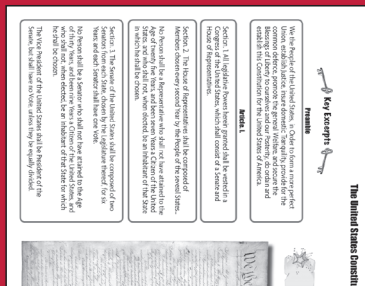 The United States Constitu
Key Excerpts
Preamble
We the People of the United States, in Order to form a more perfect
Union, establish Justice, insure domestic Tranquility, provide for the
common defence, promote the general Welfare, and secure the
Blessings of Liberty to ourselves and our Posterity, do ordain and
establish this Constitution for the United States of America.
Article. I.
Section. 1. All legislative Powers herein granted shall be vested in a
Congress of the United States, which shall consist of a Senate and
House of Representatives.
Section. 2. The House of Representatives shall be composed of
Members chosen every second Year by the People of the several States...
No Person shall be a Representative who shall not have attained to the
Age of twenty five Years, and been seven Years a Citizen of the United
States, and who shall not, when elected, be an Inhabitant of that State
in which he shall be chosen.
Section. 3. The Senate of the United States shall be composed of two
Senators from each State, chosen by the Legislature thereof, for six
Years; and each Senator shall have one Vote.
No Person shall be a Senator who shall not have attained to the Age
of thirty Years, and been nine Years a Citizen of the United States, and
who shall not, when elected, be an Inhabitant of that State for which
he shall be chosen.
The Vice President of the United States shall be President of the
Senate, but shall have no Vote, unless they be equally divided.
We the